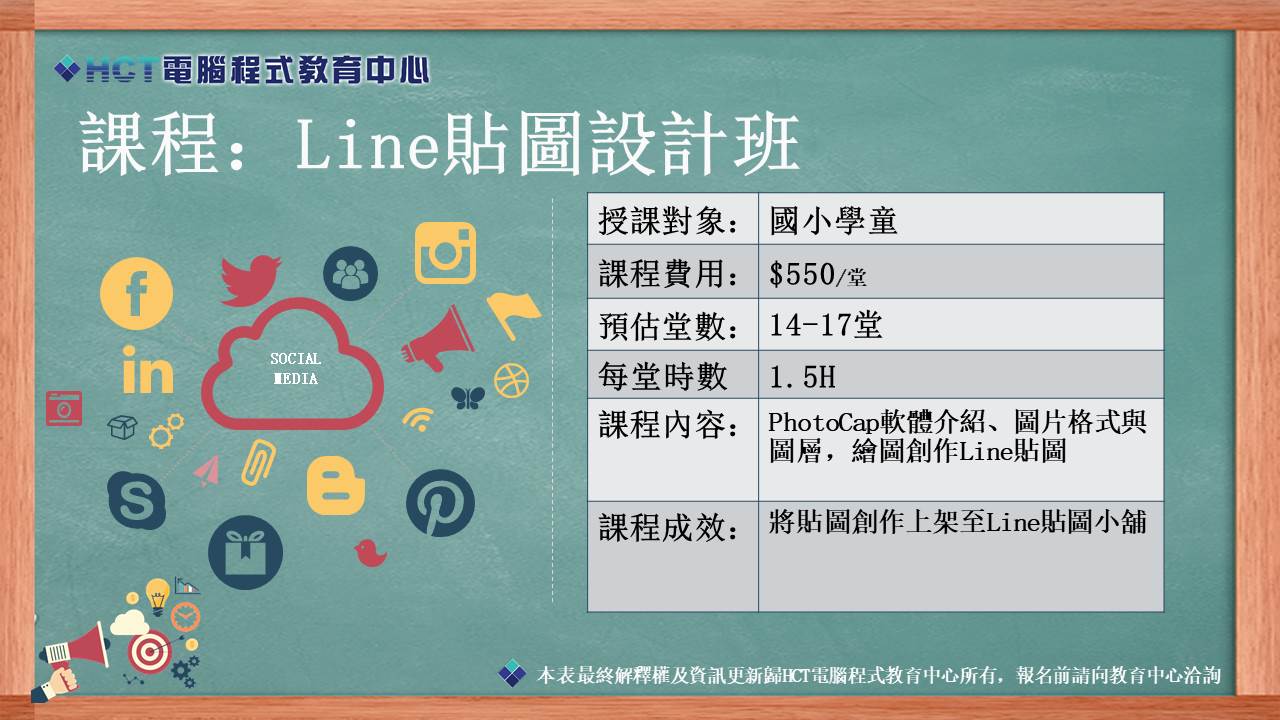 HCT電腦程式教育中心
課程：Line貼圖設計班
授課對象：國小學童
課程費用：$550/堂
預估堂數：14-17堂
每堂時數 1.5H
課程內容：PhotoCap軟體介紹、圖片格式與
圖層，繪圖創作Line貼圖
課程成效：將貼圖創作上架至Line貼圖小舖
SOCIAL
MEDIA
本表最終解釋權及資訊更新歸HCT電腦程式教育中心所有，報名前請向教育中心洽詢